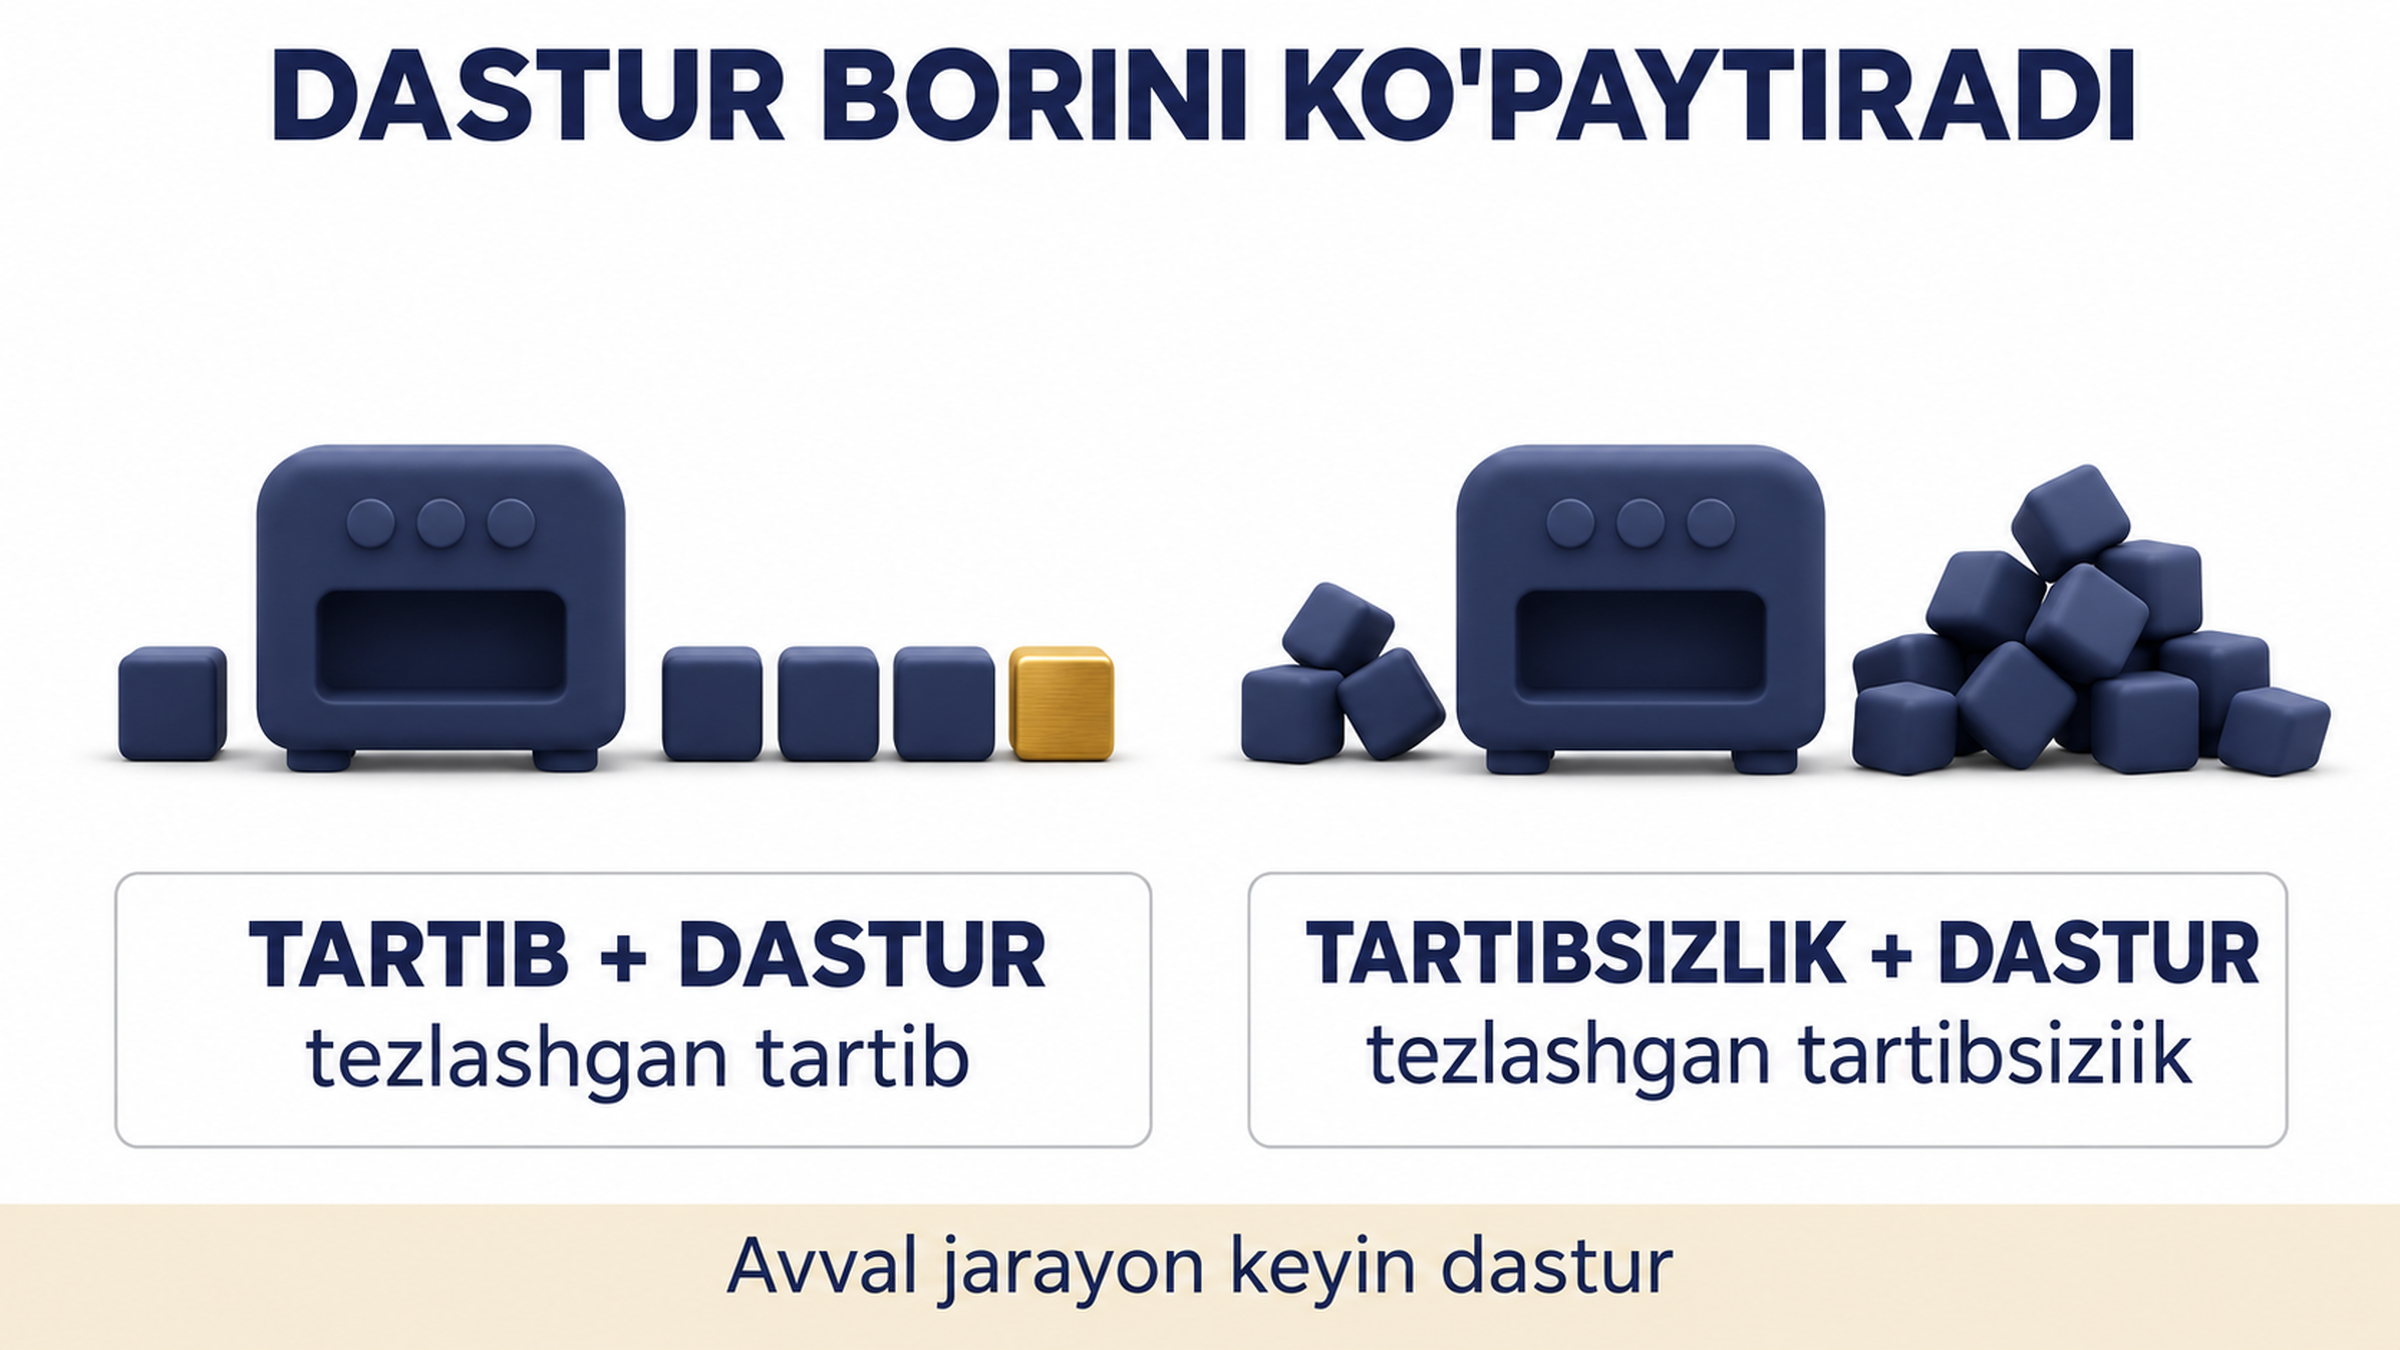 DASTUR BORINI KO'PAYTIRADI
TARTIB + DASTUR
tezlashgan tartib
TARTIBSIZLIK + DASTUR
tezlashgan tartibsiziik
Avval jarayon keyin dastur